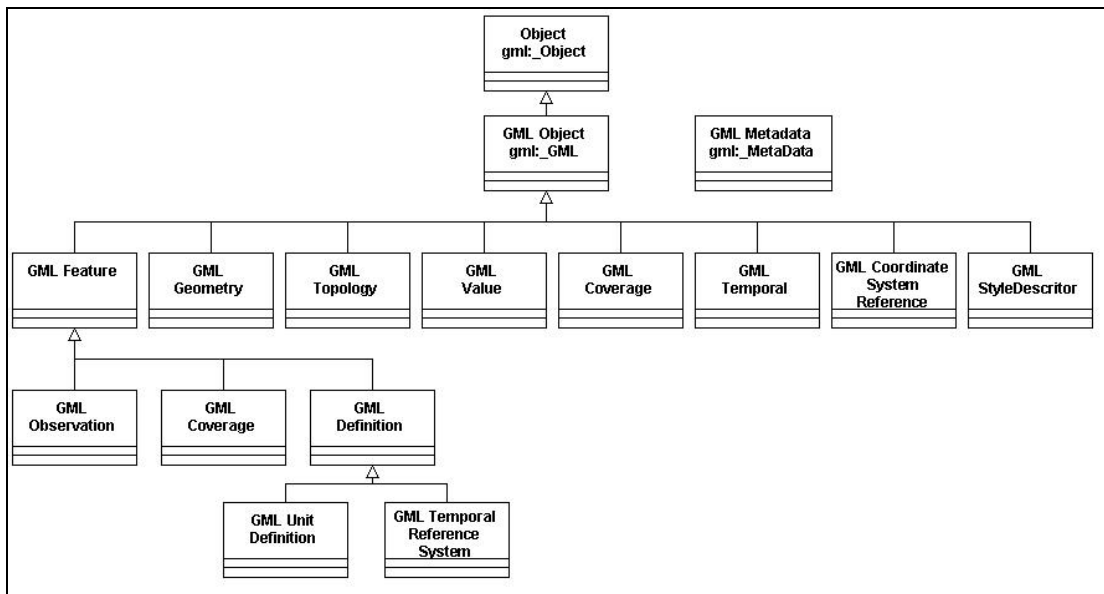 Object
gml:_Object
GML Object
gml:_GML
GML Metadata
gml:_MetaData
GML Feature
GML
Geometry
GML
Topology
GML
Value
GML
Coverage
GML
Temporal
GML Coordinate
System
Reference
GML
StyleDescritor
GML
Observation
GML
Coverage
GML
Definition
GML Unit
Definition
GML Temporal
Reference
System